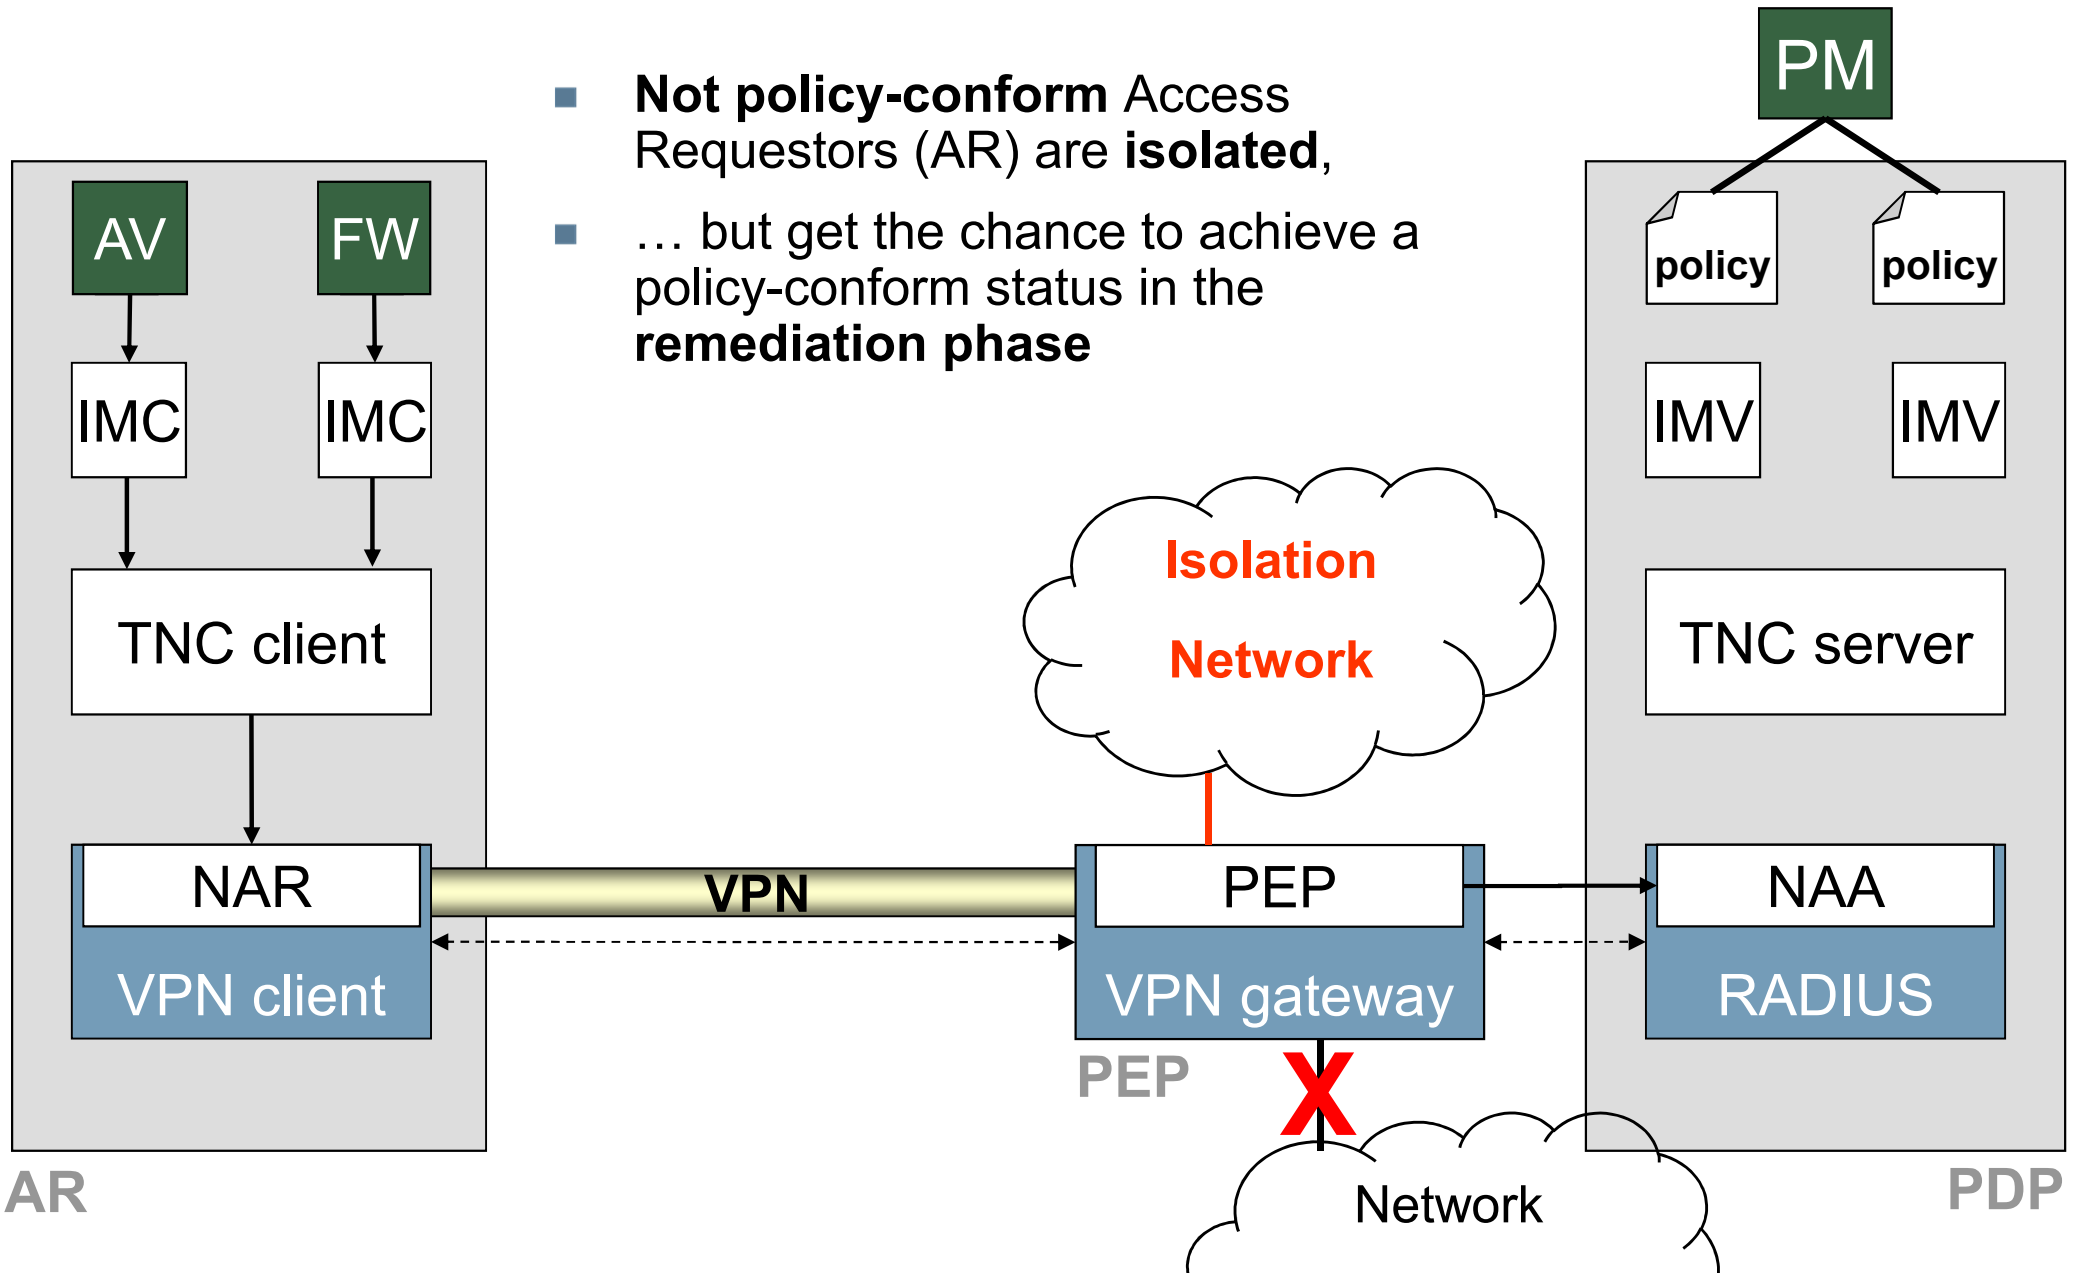 PM
Not policy-conform Access
Requestors (AR) are isolated,
… but get the chance to achieve a
policy-conform status in the
remediation phase
AV
FW
policy
policy
IMC
IMC
IMV
IMV
Isolation
Network
TNC client
TNC server
NAR
VPN
PEP
NAA
VPN client
VPN gateway
RADIUS
PEP
X
AR
Network
PDP